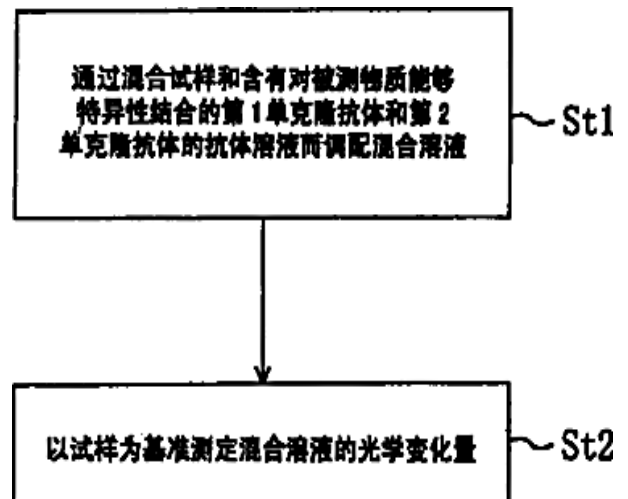 通过混合试样和含有对被测物质能够
特异性结合的第1单克隆抗体和第2
单克隆抗体的抗体溶液而调配混合溶液
St1
以试样为基准测定混合溶液的光学变化量
St2